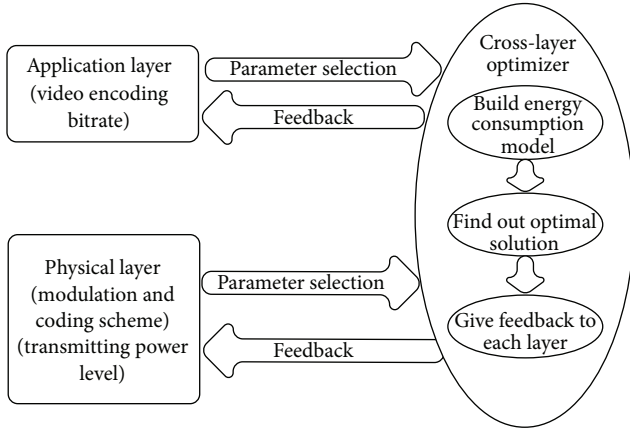 Application layer
(video encoding
bitrate)
Parameter selection
Feedback
Physical layer
(modulation and
coding scheme)
(transmitting power
level)
Parameter selection
Feedback
Cross-layer
optimizer
Build energy
consumption
model
Find out optimal
solution
Give feedback to
each layer